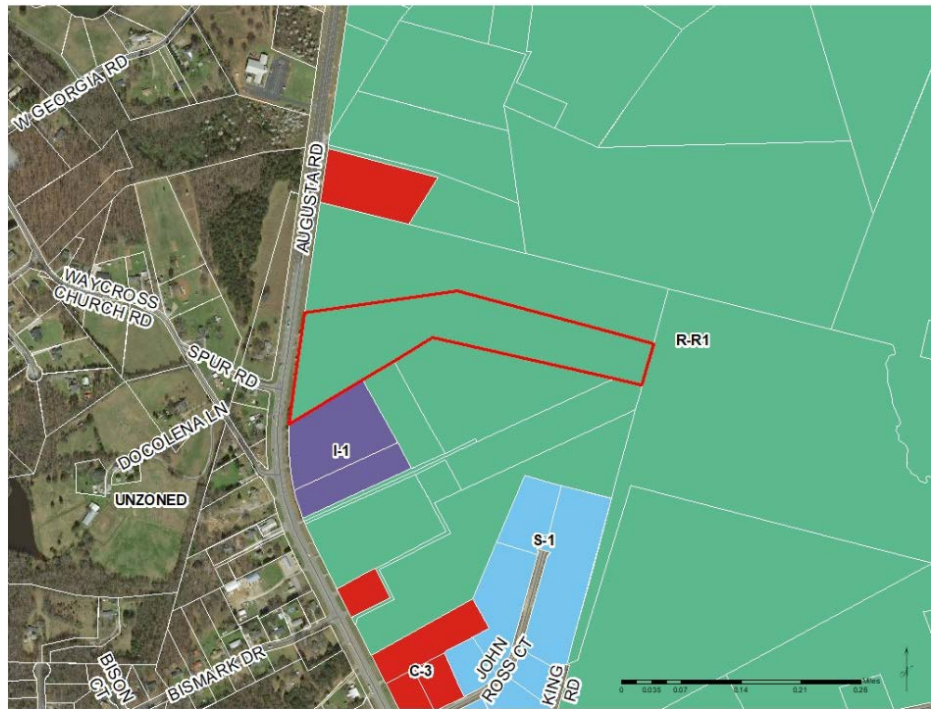 W GEORGIA RD
AUGUSTA RD
WAYCROSS
CHURCH RD
SPUR RD
R-R1
DOCOLENA LN
I-1
UNZONED
S-1
BISON
CT
BISMARK DR
C-3
JOHN
ROSS CT
KING
RD
Miles
0 0.035 0.07 0.14 0.21 0.28